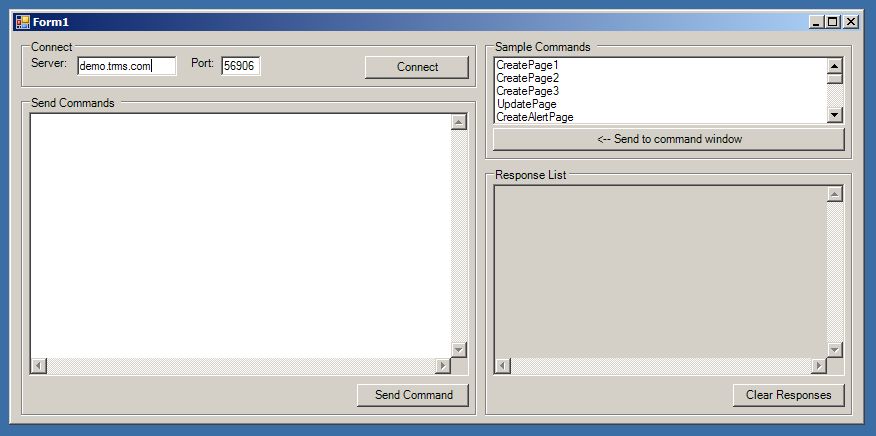 Form1
Connect
Server: demo.trms.com Port: 56906 Connect
Send Commands
Send Command
Sample Commands
CreatePage1
CreatePage2
CreatePage3
UpdatePage
CreateAlertPage
<-- Send to command window
Response List
Clear Responses